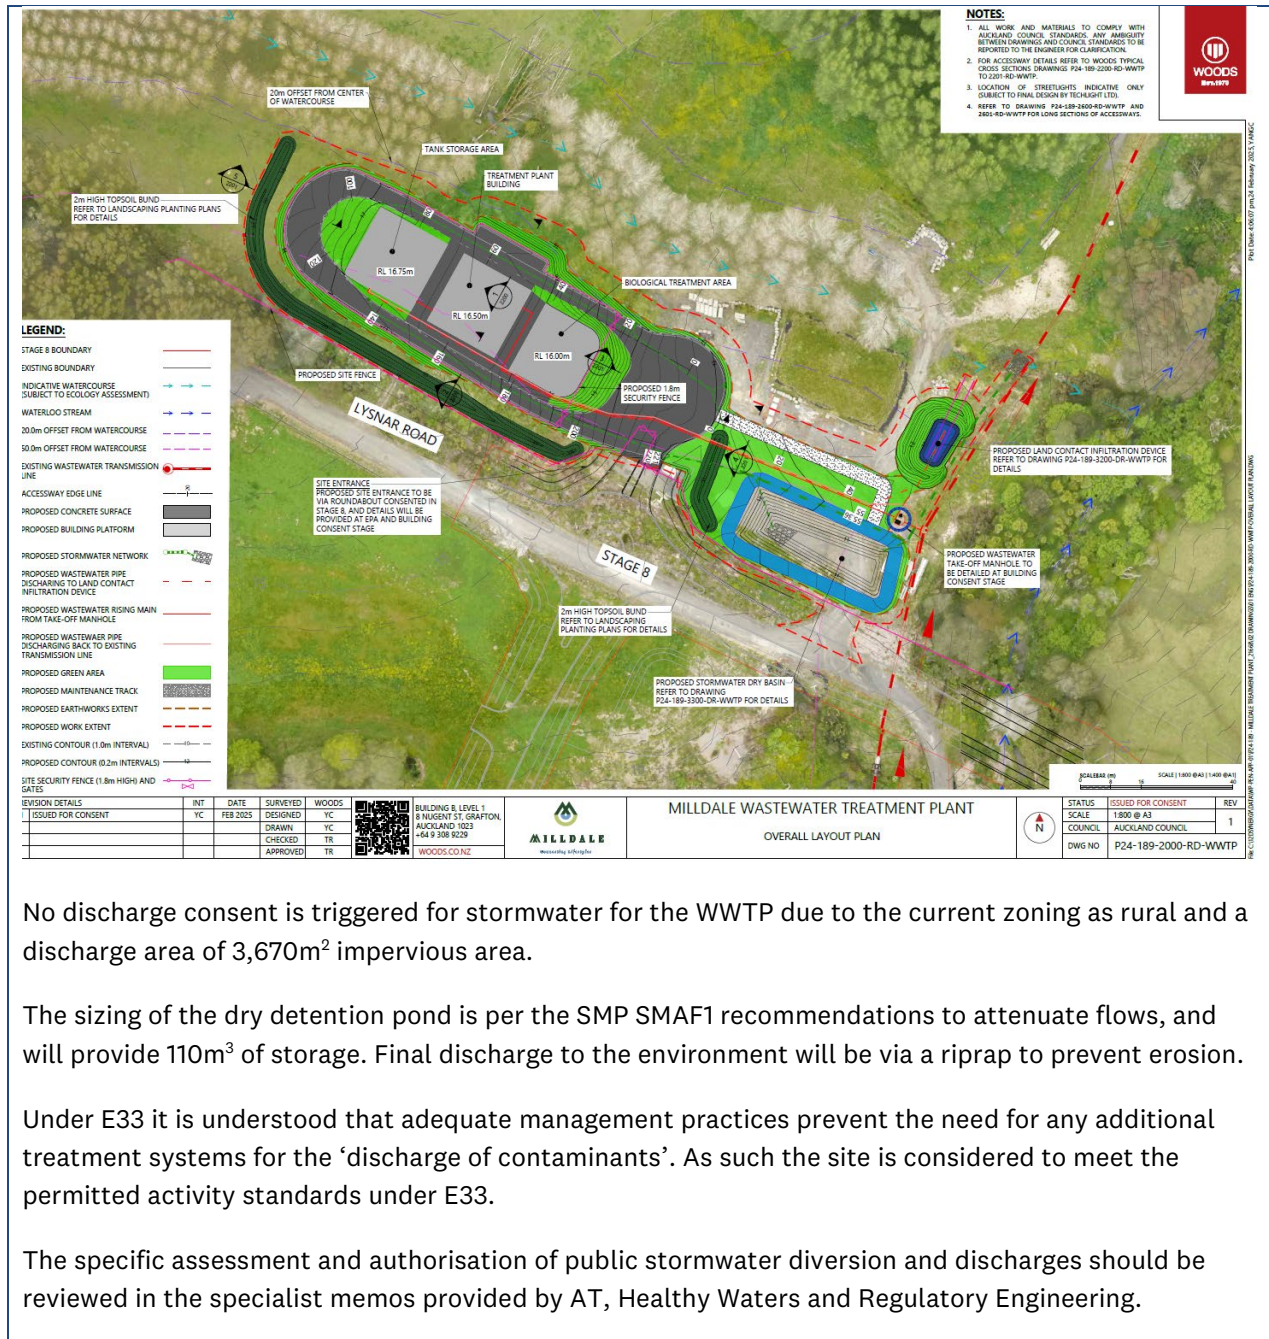 NOTES:
1. ALL WORK AND MATERIALS TO COMPLY WITH
AUCKLAND COUNCIL STANDARDS. ANY AMBIGUITY
BETWEEN DRAWINGS AND COUNCIL STANDARDS TO BE
REPORTED TO THE ENGINEER FOR CLARIFICATION.
2. FOR ACCESSWAY DETAILS REFER TO WOODS TYPICAL
CROSS SECTIONS DRAWINGS P24-189-2200-RD-WWTP
TO 2201-RD-WWTP.
3. LOCATION OF STREETLIGHTS INDICATIVE ONLY
(SUBJECT TO FINAL DESIGN BY TECHLIGHT LTD).
4. REFER TO DRAWING P24-189-2600-RD-WWTP AND
2601-RD-WWTP FOR LONG SECTIONS OF ACCESSWAYS.
WOODS
Est.1970
20m OFFSET FROM CENTER
OF WATERCOURSE
TANK STORAGE AREA
TREATMENT PLANT
BUILDING
2m HIGH TOPSOIL BUND
REFER TO LANDSCAPING PLANTING PLANS
FOR DETAILS
RL 16.75m
RL 16.50m
RL 16.00m
BIOLOGICAL TREATMENT AREA
PROPOSED SITE FENCE
PROPOSED 1.8m
SECURITY FENCE
LYSNAR ROAD
SITE ENTRANCE
PROPOSED SITE ENTRANCE TO BE
VIA ROUNDABOUT CONSENTED IN
STAGE 8, AND DETAILS WILL BE
PROVIDED AT EPA AND BUILDING
CONSENT STAGE
PROPOSED LAND CONTACT INFILTRATION DEVICE
REFER TO DRAWING P24-189-3200-DR-WWTP FOR
DETAILS
STAGE 8
PROPOSED WASTEWATER
TAKE-OFF MANHOLE. TO
BE DETAILED AT BUILDING
CONSENT STAGE
2m HIGH TOPSOIL BUND
REFER TO LANDSCAPING
PLANTING PLANS FOR DETAILS
PROPOSED STORMWATER DRY BASIN
REFER TO DRAWING
P24-189-3300-DR-WWTP FOR DETAILS
LEGEND:
STAGE 8 BOUNDARY
EXISTING BOUNDARY
INDICATIVE WATERCOURSE
(SUBJECT TO ECOLOGY ASSESSMENT)
WATERLOO STREAM
20.0m OFFSET FROM WATERCOURSE
50.0m OFFSET FROM WATERCOURSE
EXISTING WASTEWATER TRANSMISSION
LINE
ACCESSWAY EDGE LINE
PROPOSED CONCRETE SURFACE
PROPOSED BUILDING PLATFORM
PROPOSED STORMWATER NETWORK
PROPOSED WASTEWATER PIPE
DISCHARING TO LAND CONTACT
INFILTRATION DEVICE
PROPOSED WASTEWATER RISING MAIN
FROM TAKE-OFF MANHOLE
PROPOSED WASTEWAER PIPE
DISCHARGING BACK TO EXISTING
TRANSMISSION LINE
PROPOSED GREEN AREA
PROPOSED MAINTENANCE TRACK
PROPOSED EARTHWORKS EXTENT
PROPOSED WORK EXTENT
EXISTING CONTOUR (1.0m INTERVAL)
PROPOSED CONTOUR (0.2m INTERVALS)
SITE SECURITY FENCE (1.8m HIGH) AND
GATES
SCALEBAR (m)
SCALE | 1:800 @A3 | 1:400 @A1|
Plot Date: 4:06:07 pm,24 February 2025, YANGC
REVISION DETAILS INT DATE SURVEYED WOODS
ISSUED FOR CONSENT YC FEB 2025 DESIGNED YC
DRAWN YC
CHECKED TR
APPROVED TR
BUILDING B, LEVEL 1
8 NUGENT ST, GRAFTON,
AUCKLAND 1023
+64 9 308 9229
WOODS.CO.NZ
MILLDALE
MILLDALE WASTEWATER TREATMENT PLANT
OVERALL LAYOUT PLAN
N
STATUS ISSUED FOR CONSENT REV
SCALE 1:800 @ A3 1
COUNCIL AUCKLAND COUNCIL
DWG NO P24-189-2000-RD-WWTP
No discharge consent is triggered for stormwater for the WWTP due to the current zoning as rural and a
discharge area of 3,670m² impervious area.
The sizing of the dry detention pond is per the SMP SMAF1 recommendations to attenuate flows, and
will provide 110m³ of storage. Final discharge to the environment will be via a riprap to prevent erosion.
Under E33 it is understood that adequate management practices prevent the need for any additional
treatment systems for the ‘discharge of contaminants’. As such the site is considered to meet the
permitted activity standards under E33.
The specific assessment and authorisation of public stormwater diversion and discharges should be
reviewed in the specialist memos provided by AT, Healthy Waters and Regulatory Engineering.